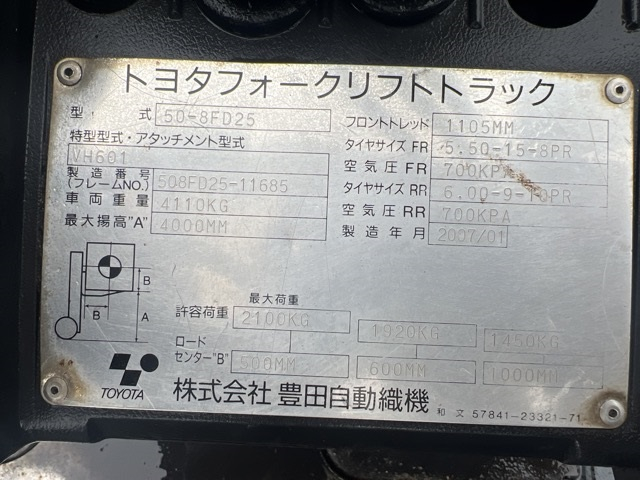 トヨタフォークリフトトラック
型 式 50-8FD25
特型型式・アタッチメント型式
VH601
製造番号
(フレームNO.) 508FD25-11685
車両重量 4110KG
最大揚高"A" 4000MM
フロントトレッド 1105MM
タイヤサイズ FR 5.50-15-8PR
空気圧 FR 700KPA
タイヤサイズ RR 6.00-9-10PR
空気圧 RR 700KPA
製造年月 2007/01
B
B
A
最大荷重
許容荷重 2100KG 1920KG 1450KG
ロード
センター"B" 500MM 600MM 1000MM
TOYOTA
株式会社 豊田自動織機
和文 57841-23321-71